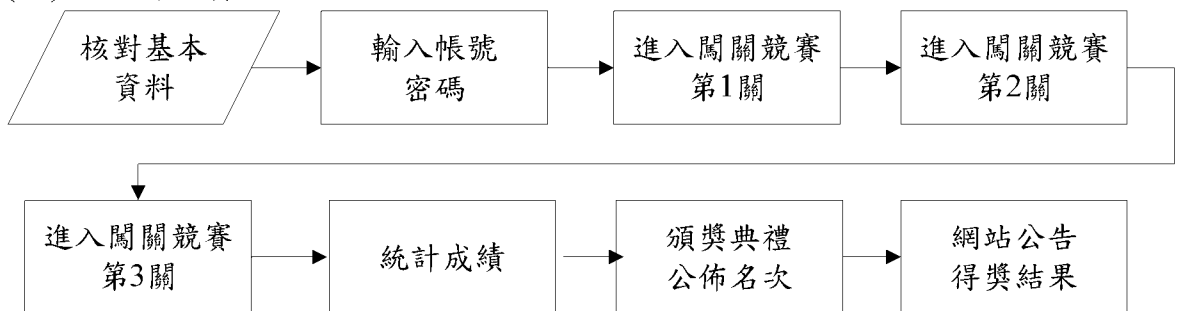 核對基本
資料
輸入帳號
密碼
進入闖關競賽
第1關
進入闖關競賽
第2關
進入闖關競賽
第3關
統計成績
頒獎典禮
公佈名次
網站公告
得獎結果